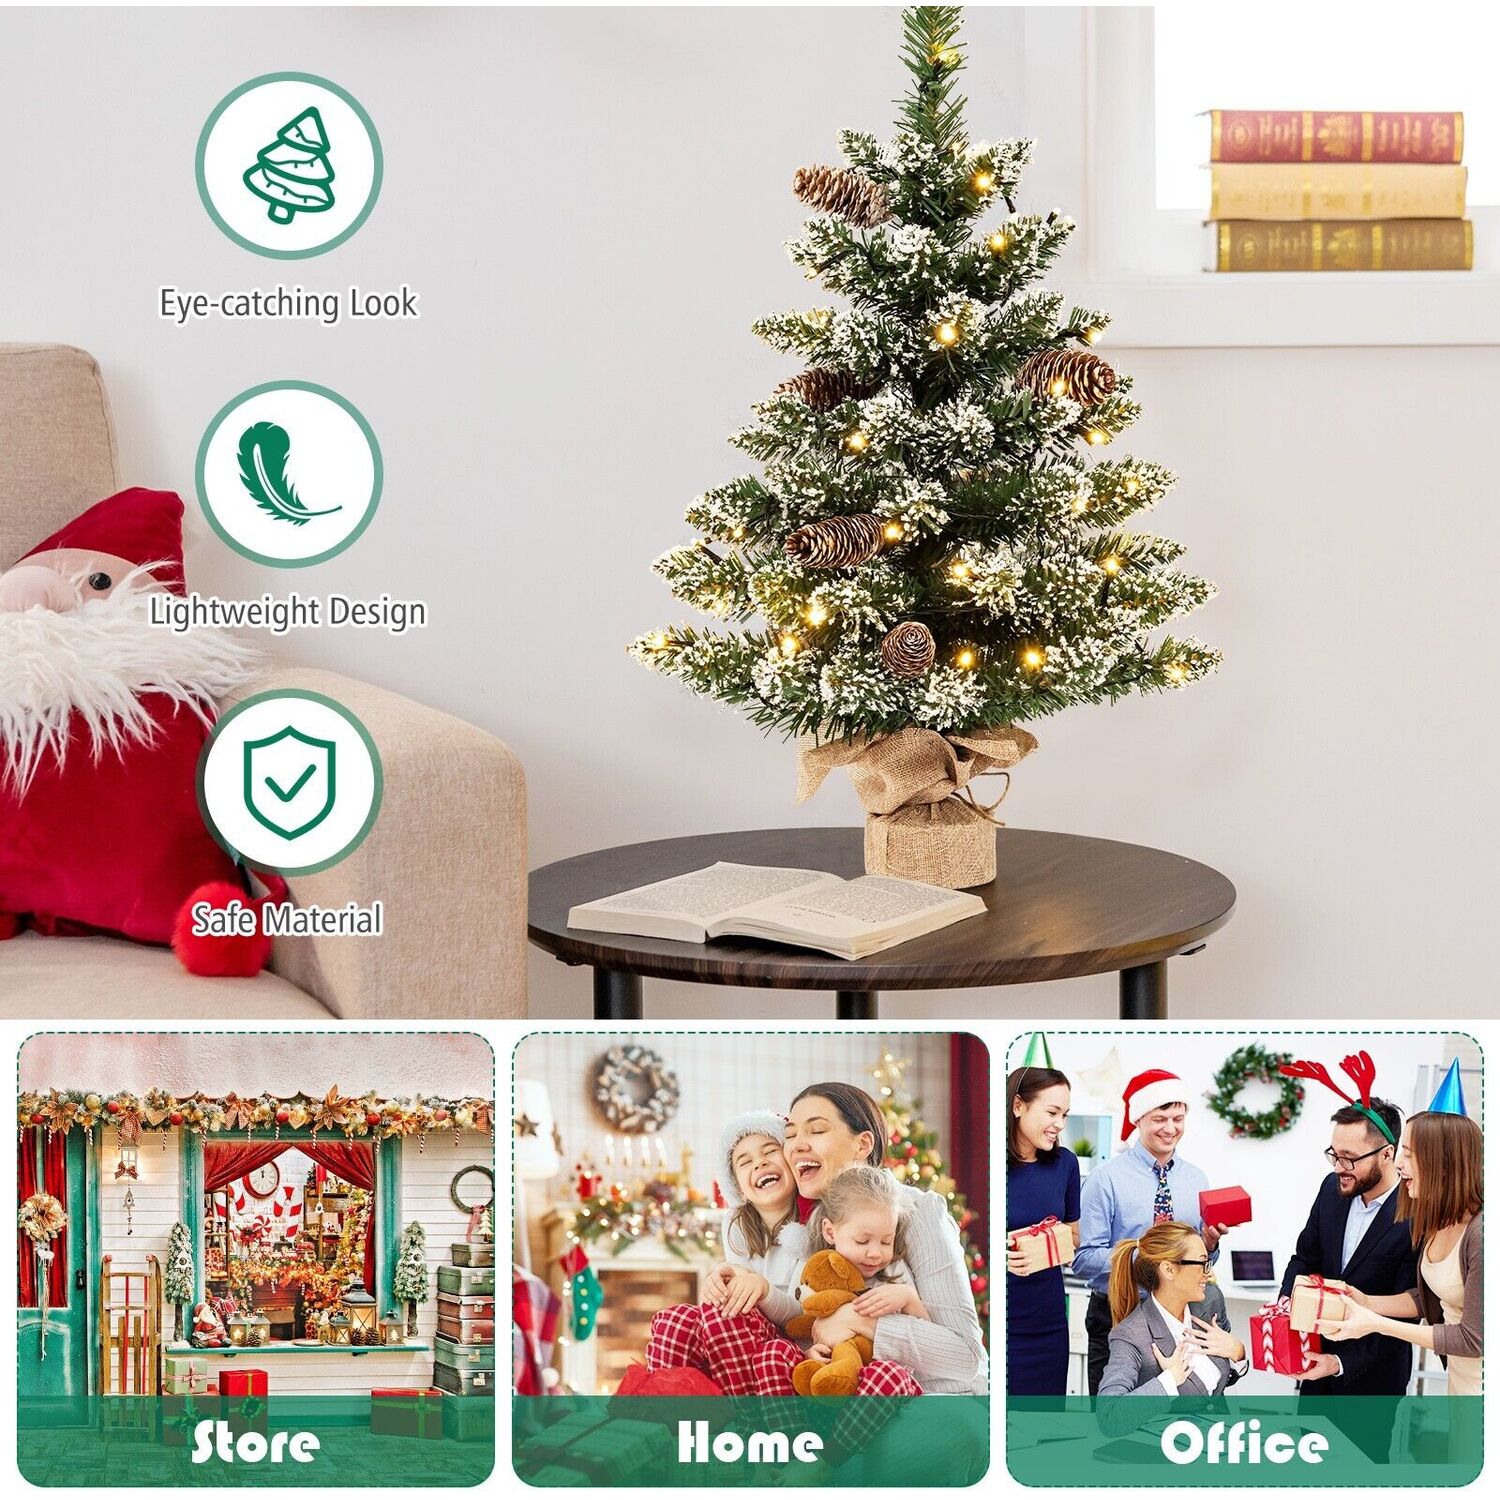 Eye-catching Look
Lightweight Design
Safe Material
Store
Home
Office